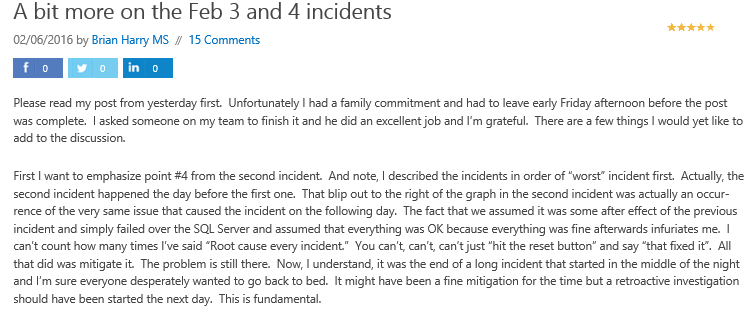 A bit more on the Feb 3 and 4 incidents
02/06/2016 by Brian Harry MS // 15 Comments
f 0 0 in 0
Please read my post from yesterday first. Unfortunately I had a family commitment and had to leave early Friday afternoon before the post
was complete. I asked someone on my team to finish it and he did an excellent job and I'm grateful. There are a few things I would yet like to
add to the discussion.
First I want to emphasize point #4 from the second incident. And note, I described the incidents in order of "worst" incident first. Actually, the
second incident happened the day before the first one. That blip out to the right of the graph in the second incident was actually an occur-
rence of the very same issue that caused the incident on the following day. The fact that we assumed it was some after effect of the previous
incident and simply failed over the SQL Server and assumed that everything was OK because everything was fine afterwards infuriates me. I
can't count how many times I've said "Root cause every incident." You can't, can't, can't just "hit the reset button" and say "that fixed it". All
that did was mitigate it. The problem is still there. Now, I understand, it was the end of a long incident that started in the middle of the night
and I'm sure everyone desperately wanted to go back to bed. It might have been a fine mitigation for the time but a retroactive investigation
should have been started the next day. This is fundamental.